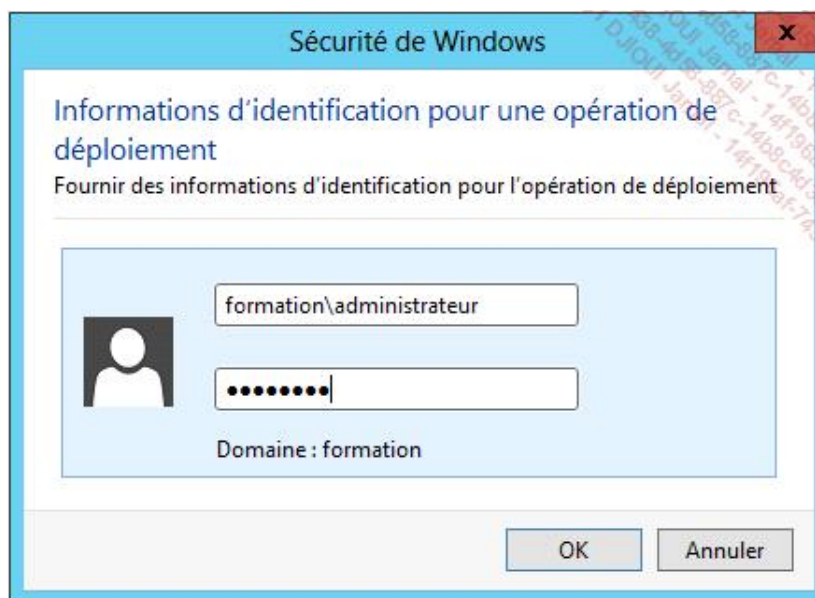 Sécurité de Windows
x
Informations d'identification pour une opération de
déploiement
Fournir des informations d'identification pour l'opération de déploiement
formation\administrateur
●●●●●●●●
Domaine : formation
OK Annuler